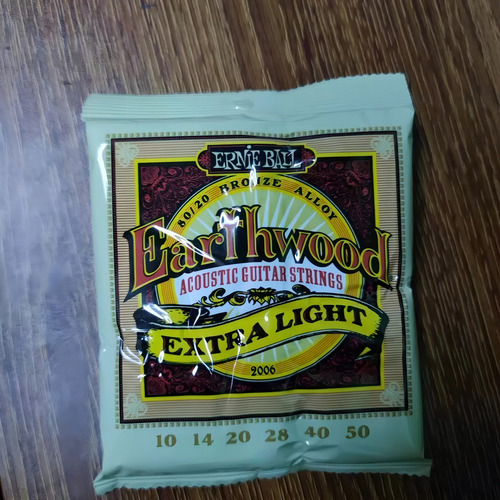 ERNIE BALL
80/20 BRONZE ALLOY
Earthwood
ACOUSTIC GUITAR STRINGS
EXTRA LIGHT
2006
10 14 20 28 40 50